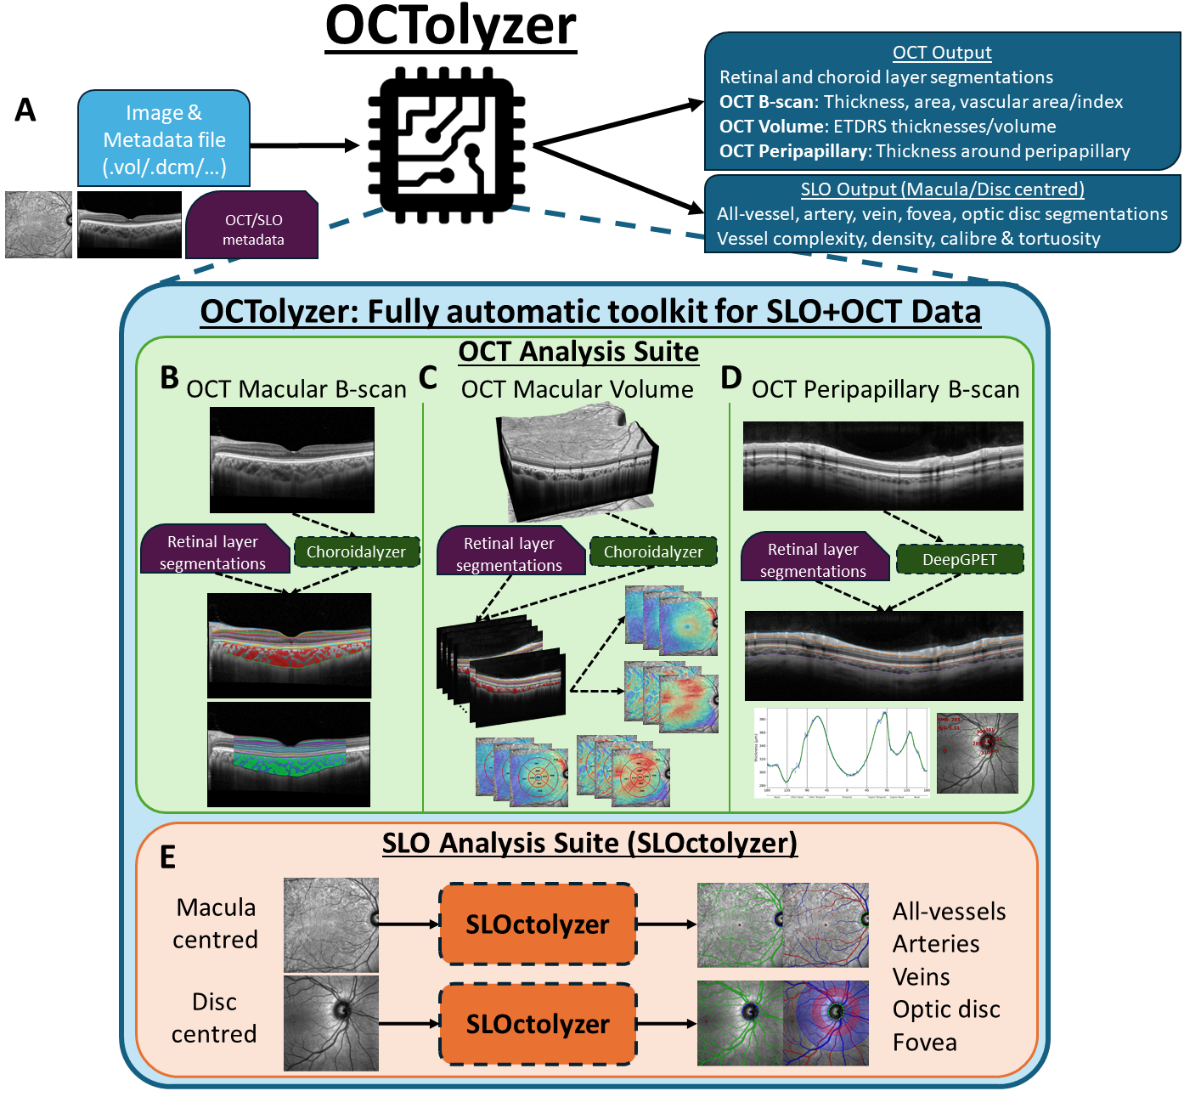 OCTolyzer
A
Image &
Metadata file
(.vol/.dcm/...)
OCT/SLO
metadata
OCT Output
Retinal and choroid layer segmentations
OCT B-scan: Thickness, area, vascular area/index
OCT Volume: ETDRS thicknesses/volume
OCT Peripapillary: Thickness around peripapillary
SLO Output (Macula/Disc centred)
All-vessel, artery, vein, fovea, optic disc segmentations
Vessel complexity, density, calibre & tortuosity
OCTolyzer: Fully automatic toolkit for SLO+OCT Data
OCT Analysis Suite
B
OCT Macular B-scan
Retinal layer
segmentations
Choroidalyzer
C
OCT Macular Volume
Retinal layer
segmentations
Choroidalyzer
D
OCT Peripapillary B-scan
Retinal layer
segmentations
DeepGPET
SLO Analysis Suite (SLOctolyzer)
E
Macula
centred
SLOctolyzer
Disc
centred
SLOctolyzer
All-vessels
Arteries
Veins
Optic disc
Fovea